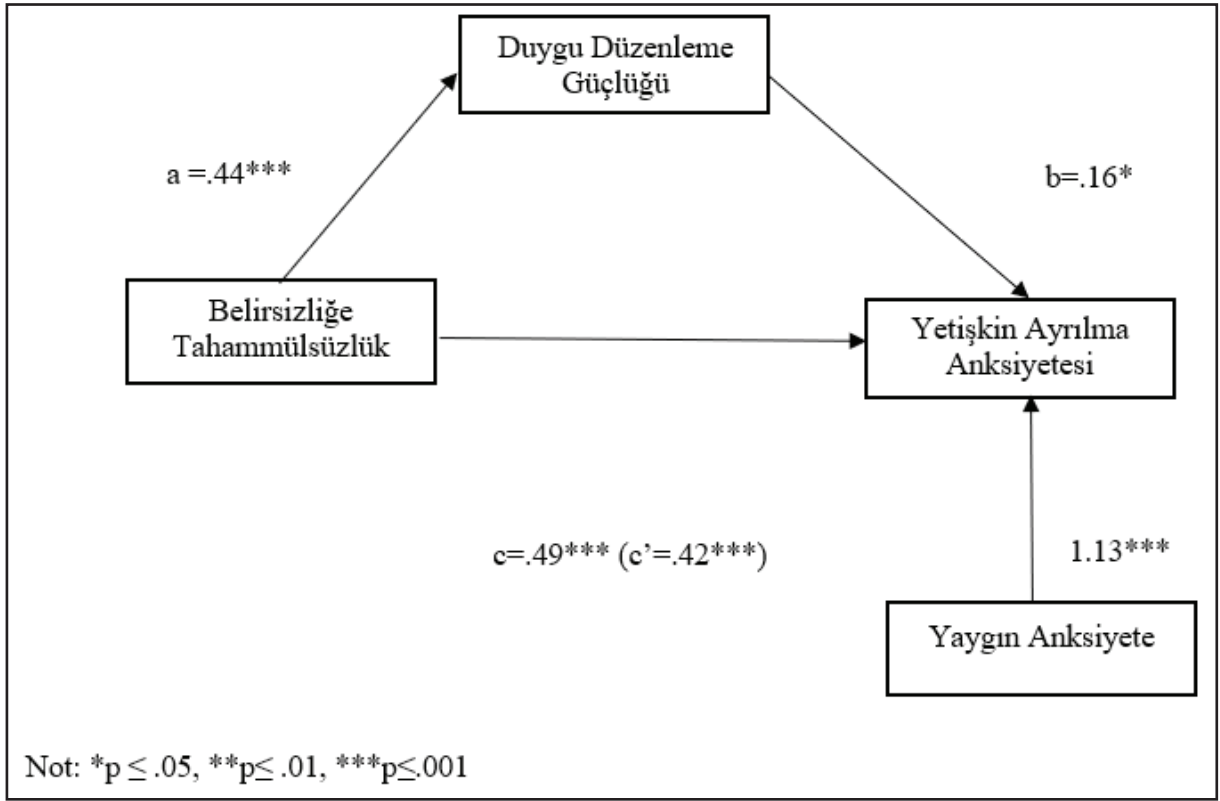 Duygu Düzenleme
Güçlüğü
a =.44***
b=.16*
Belirsizliğe
Tahammülsüzlük
Yetişkin Ayrılma
Anksiyetesi
c=.49*** (c’=.42***)
1.13***
Yaygın Anksiyete
Not: *p ≤ .05, **p≤ .01, ***p≤.001